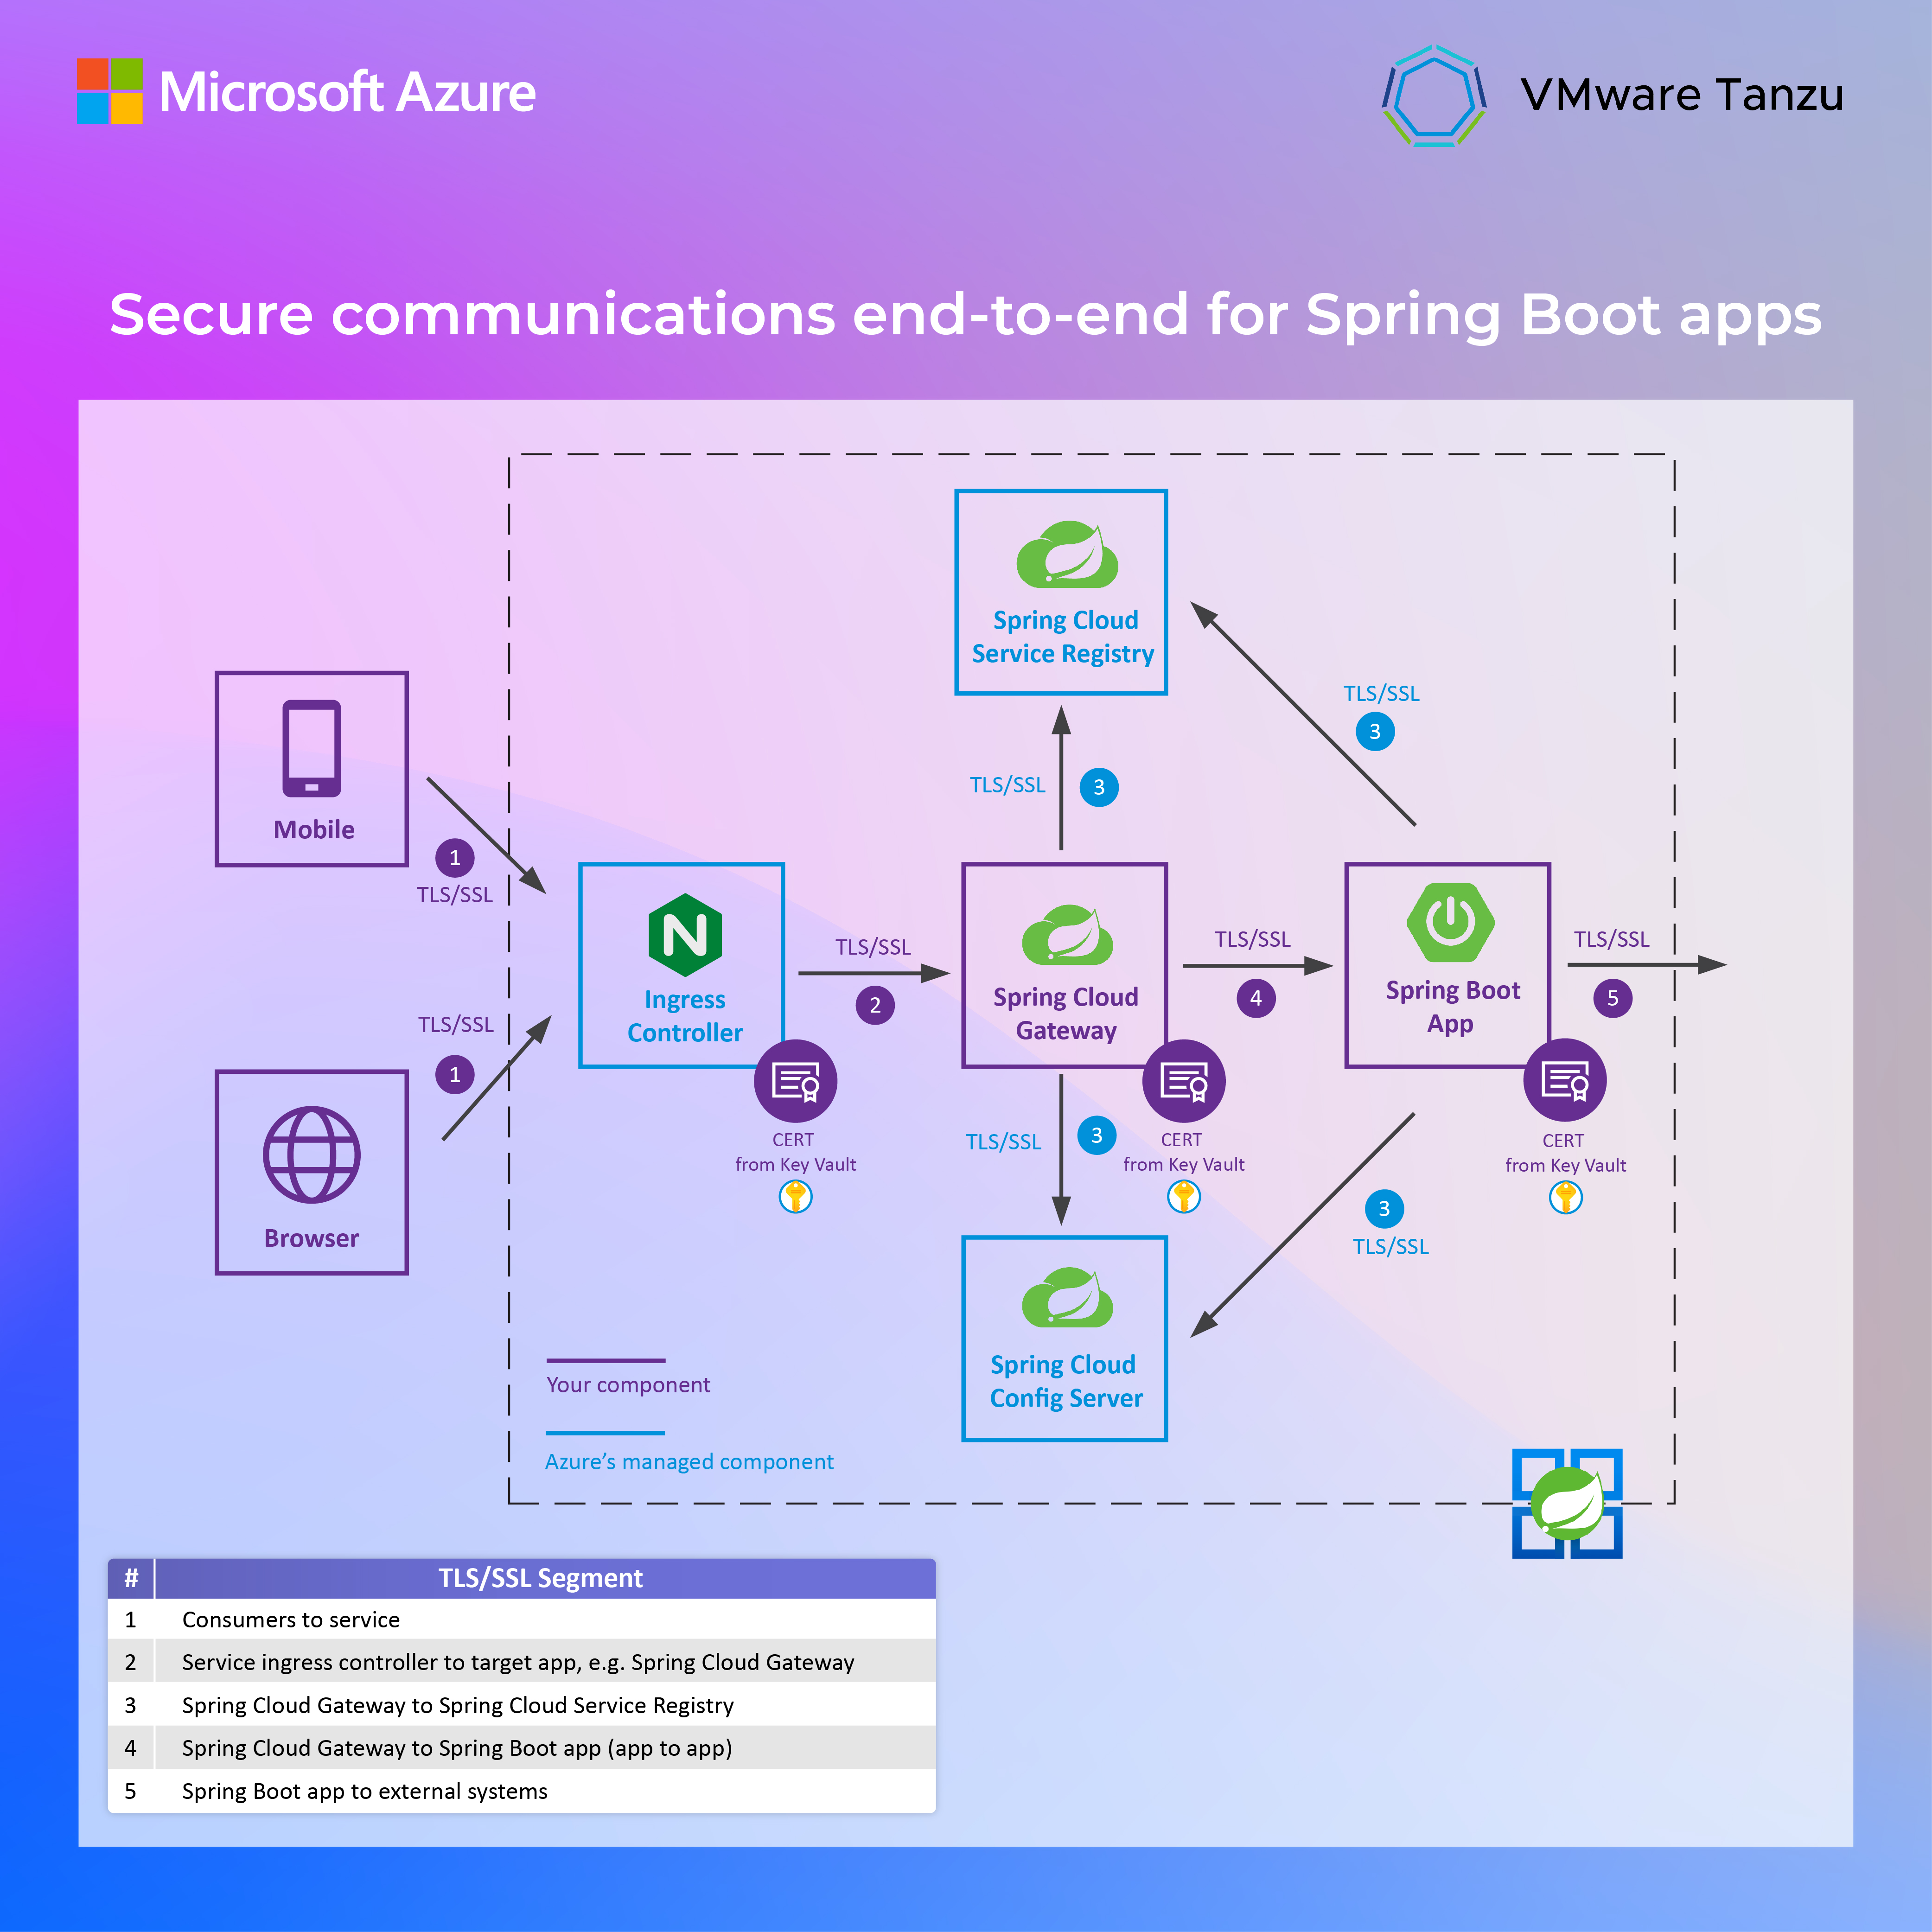 Microsoft Azure
VMware Tanzu
Secure communications end-to-end for Spring Boot apps
Spring Cloud
Service Registry
TLS/SSL
3
TLS/SSL
3
Mobile
1
TLS/SSL
N
Ingress
Controller
TLS/SSL
2
Spring Cloud
Gateway
TLS/SSL
4
Spring Boot
App
TLS/SSL
5
TLS/SSL
1
Browser
CERT
from Key Vault
CERT
from Key Vault
CERT
from Key Vault
TLS/SSL
3
3
TLS/SSL
Spring Cloud
Config Server
Your component
Azure’s managed component
# TLS/SSL Segment
1 Consumers to service
2 Service ingress controller to target app, e.g. Spring Cloud Gateway
3 Spring Cloud Gateway to Spring Cloud Service Registry
4 Spring Cloud Gateway to Spring Boot app (app to app)
5 Spring Boot app to external systems